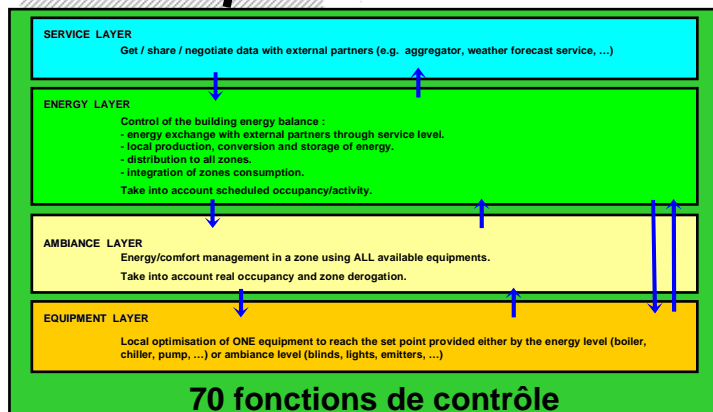 SERVICE LAYER
Get / share / negotiate data with external partners (e.g. aggregator, weather forecast service, ...)
ENERGY LAYER
Control of the building energy balance :
- energy exchange with external partners through service level.
- local production, conversion and storage of energy.
- distribution to all zones.
- integration of zones consumption.
Take into account scheduled occupancy/activity.
AMBIANCE LAYER
Energy/comfort management in a zone using ALL available equipments.
Take into account real occupancy and zone derogation.
EQUIPMENT LAYER
Local optimisation of ONE equipment to reach the set point provided either by the energy level (boiler,
chiller, pump, ...) or ambiance level (blinds, lights, emitters, ...)
70 fonctions de contrôle